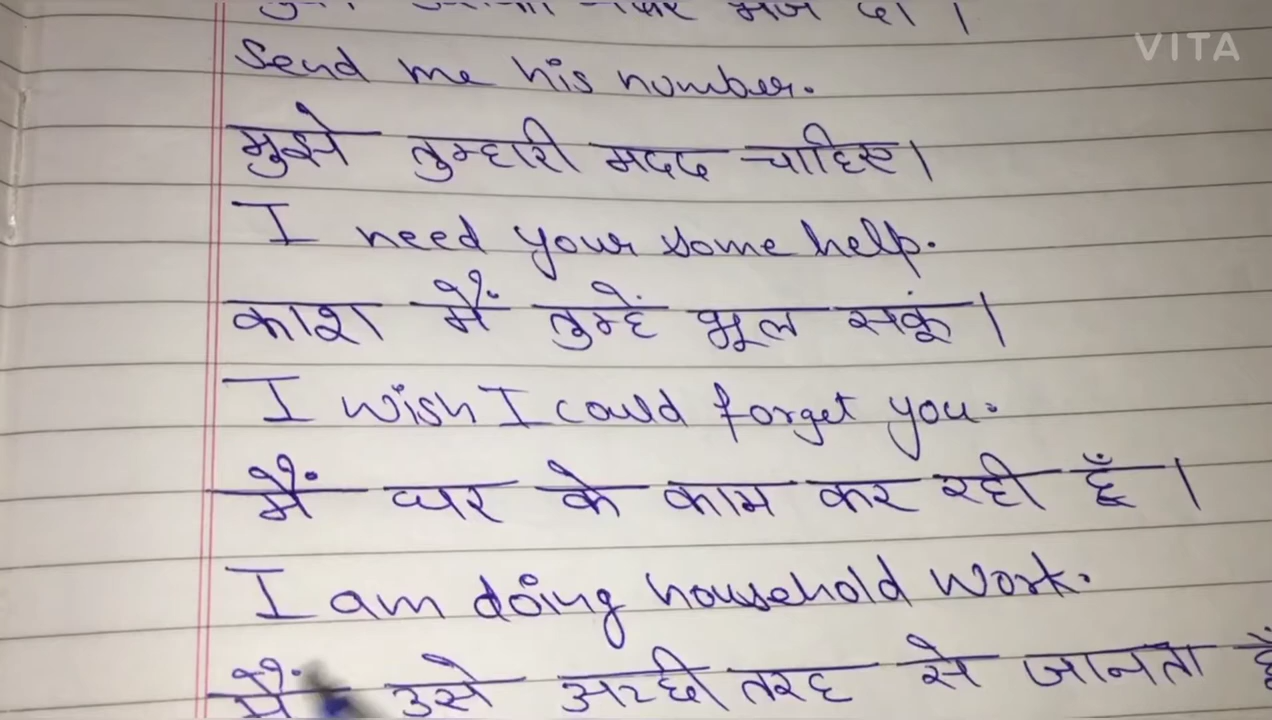 VITA
Send me his number.
मुझे तुम्हारी मदद चाहिए।
I need your some help.
काश मैं तुम्हें भूल सकूं।
I wish I could forget you.
मैं घर के काम कर रही हूँ।
I am doing household work.
मैं उसे अच्छी तरह से जानता